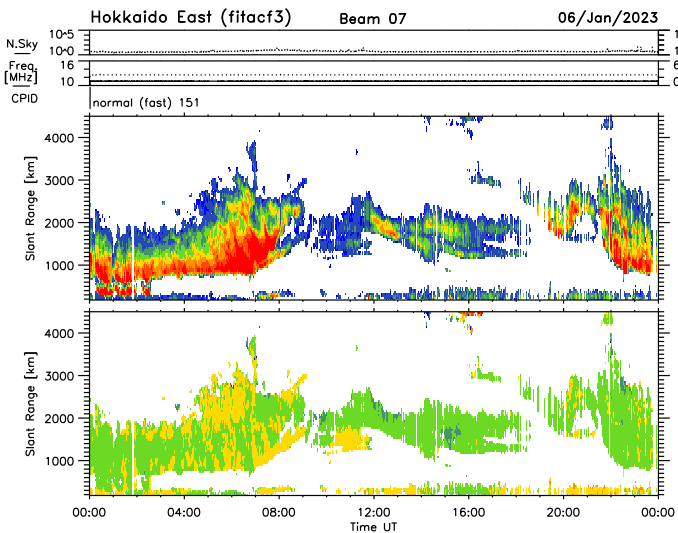 Hokkaido East (fitacf3) Beam 07 06/Jan/2023
N.Sky 10^5 10^0 1 1
Freq. [MHz] 16 10 6 0
CPID normal (fast) 151
Slant Range [km] 4000 3000 2000 1000
Slant Range [km] 4000 3000 2000 1000
00:00 04:00 08:00 12:00 16:00 20:00 00:00
Time UT